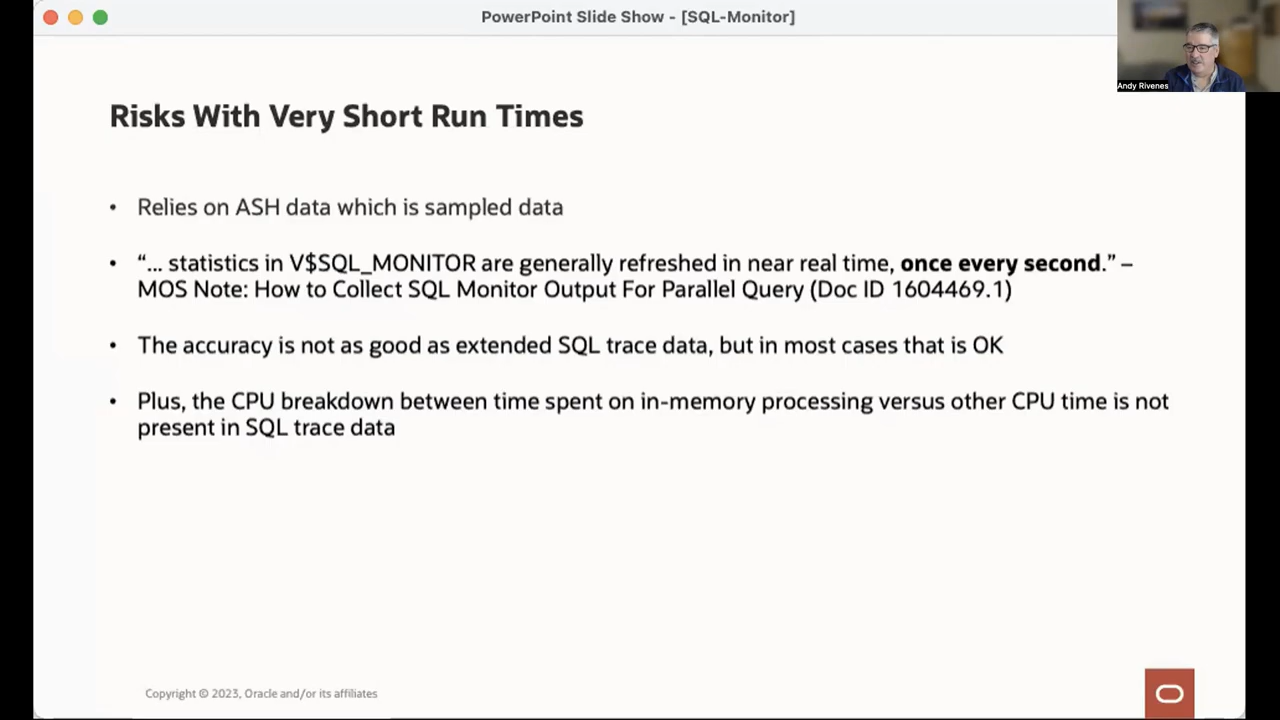 PowerPoint Slide Show - [SQL-Monitor]
Andy Rivenes
Risks With Very Short Run Times
• Relies on ASH data which is sampled data
• “... statistics in V$SQL_MONITOR are generally refreshed in near real time, once every second.” –
MOS Note: How to Collect SQL Monitor Output For Parallel Query (Doc ID 1604469.1)
• The accuracy is not as good as extended SQL trace data, but in most cases that is OK
• Plus, the CPU breakdown between time spent on in-memory processing versus other CPU time is not
present in SQL trace data
Copyright © 2023, Oracle and/or its affiliates